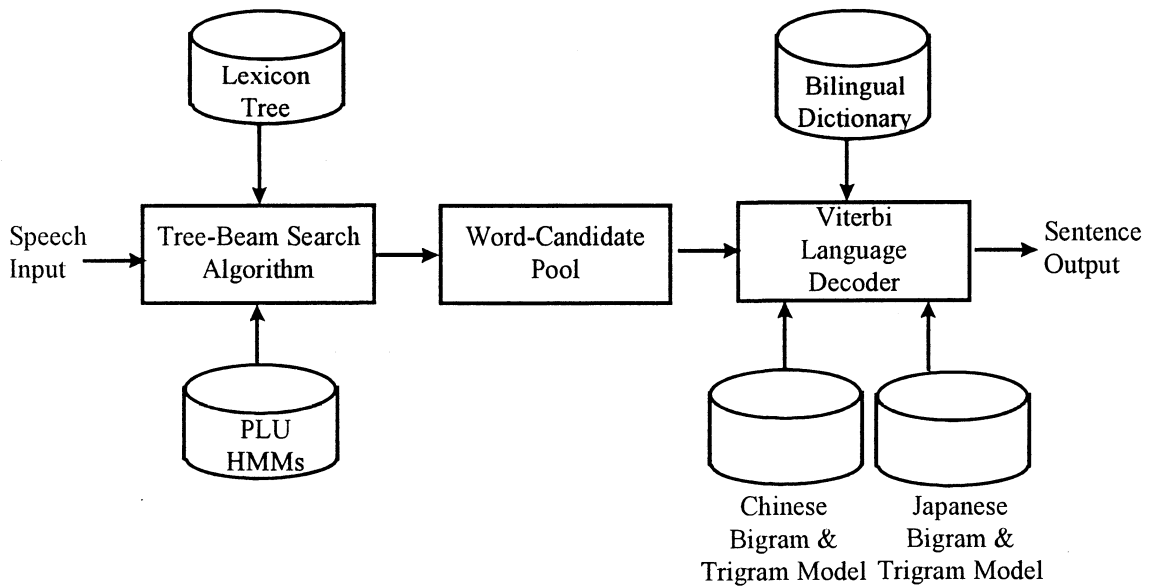 Lexicon
Tree
Bilingual
Dictionary
Speech
Input
Tree-Beam Search
Algorithm
Word-Candidate
Pool
Viterbi
Language
Decoder
Sentence
Output
PLU
HMMs
Chinese
Bigram &
Trigram Model
Japanese
Bigram &
Trigram Model